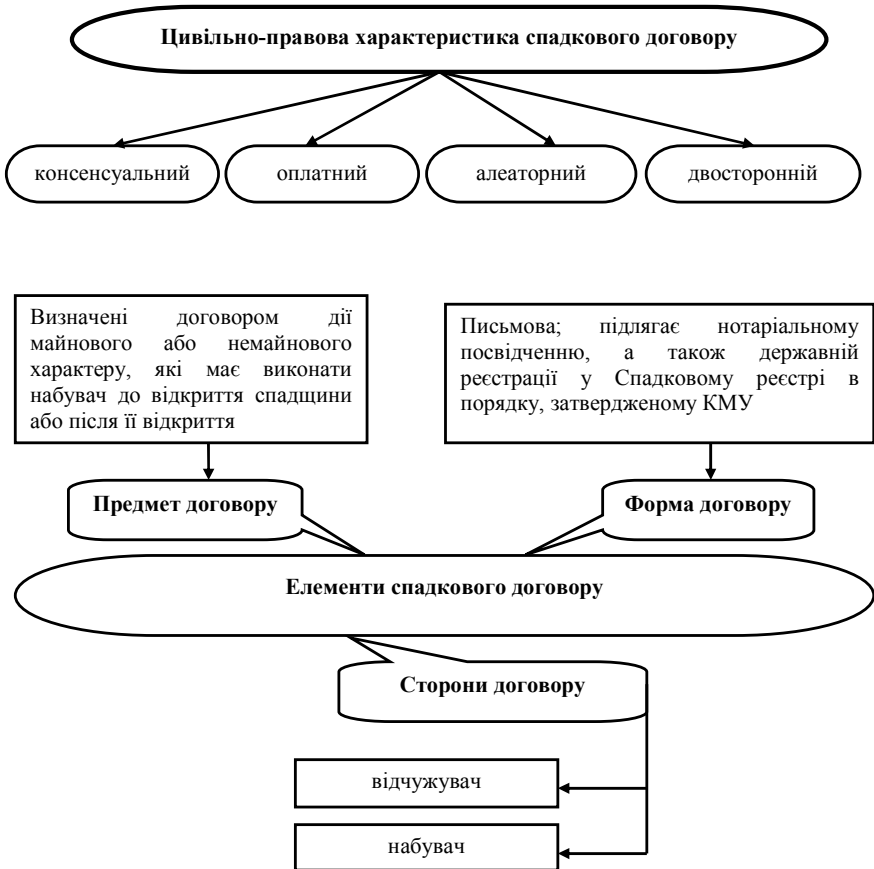 Цивільно-правова характеристика спадкового договору
консенсуальний
оплатний
алеаторний
двосторонній
Визначені договором дії
майнового або немайнового
характеру, які має виконати
набувач до відкриття спадщини
або після її відкриття
Письмова; підлягає нотаріальному
посвідченню, а також державній
реєстрації у Спадковому реєстрі в
порядку, затвердженому КМУ
Предмет договору
Форма договору
Елементи спадкового договору
Сторони договору
відчужувач
набувач